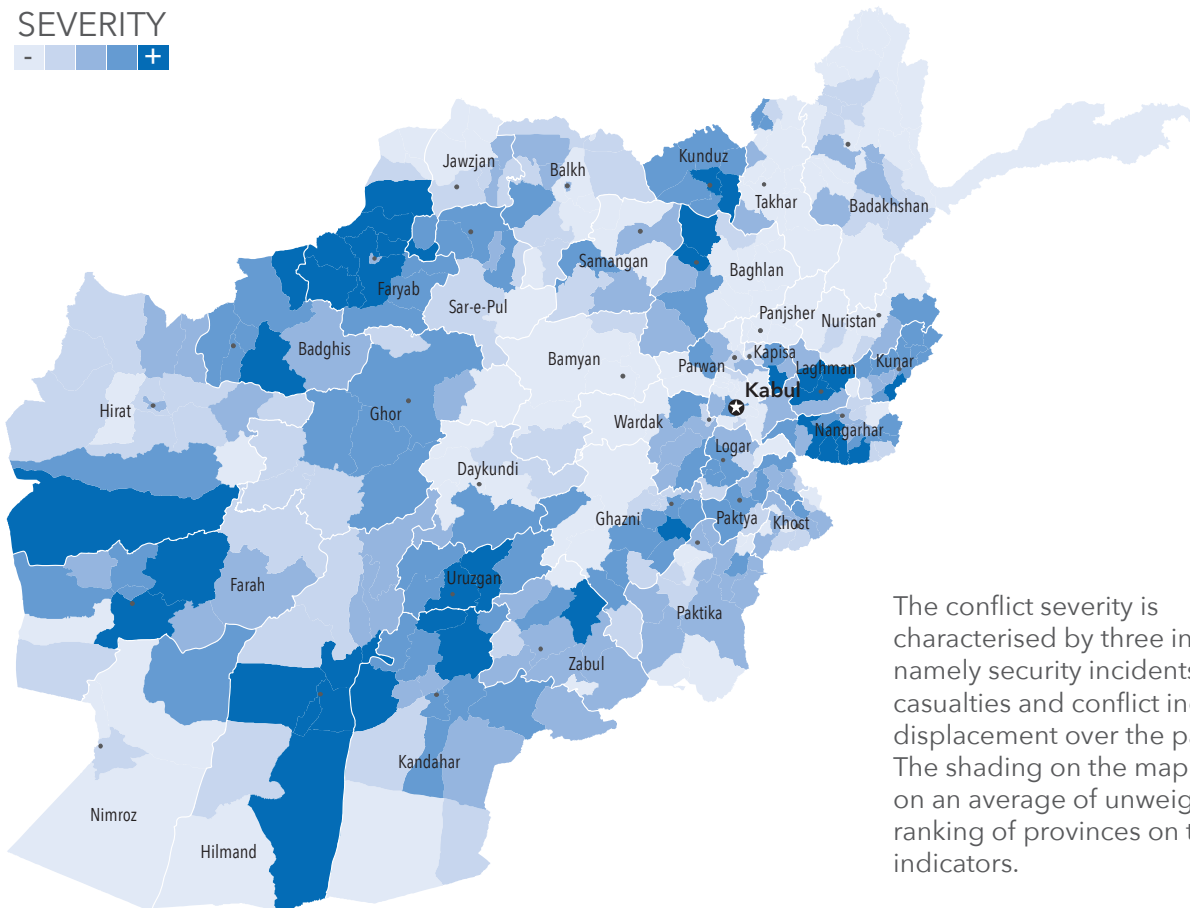 SEVERITY
- +
Jawzjan
Balkh
Kunduz
Takhar
Badakhshan
Samangan
Baghlan
Faryab
Sar-e-Pul
Panjsher
Nuristan
Badghis
Bamyan
Parwan
Kapisa
Laghman
Kunar
Kabul
Hirat
Ghor
Wardak
Nangarhar
Logar
Daykundi
Ghazni
Paktya
Khost
Uruzgan
Farah
Paktika
Zabul
Kandahar
Nimroz
Hilmand
The conflict severity is
characterised by three in
namely security incidents
casualties and conflict in
displacement over the pa
The shading on the map
on an average of unweig
ranking of provinces on t
indicators.